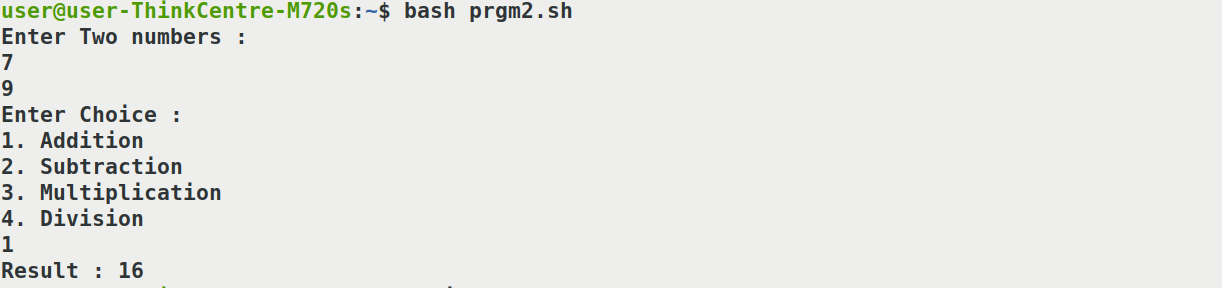 user@user-ThinkCentre-M720s:~$ bash prgm2.sh
Enter Two numbers :
7
9
Enter Choice :
1. Addition
2. Subtraction
3. Multiplication
4. Division
1
Result : 16